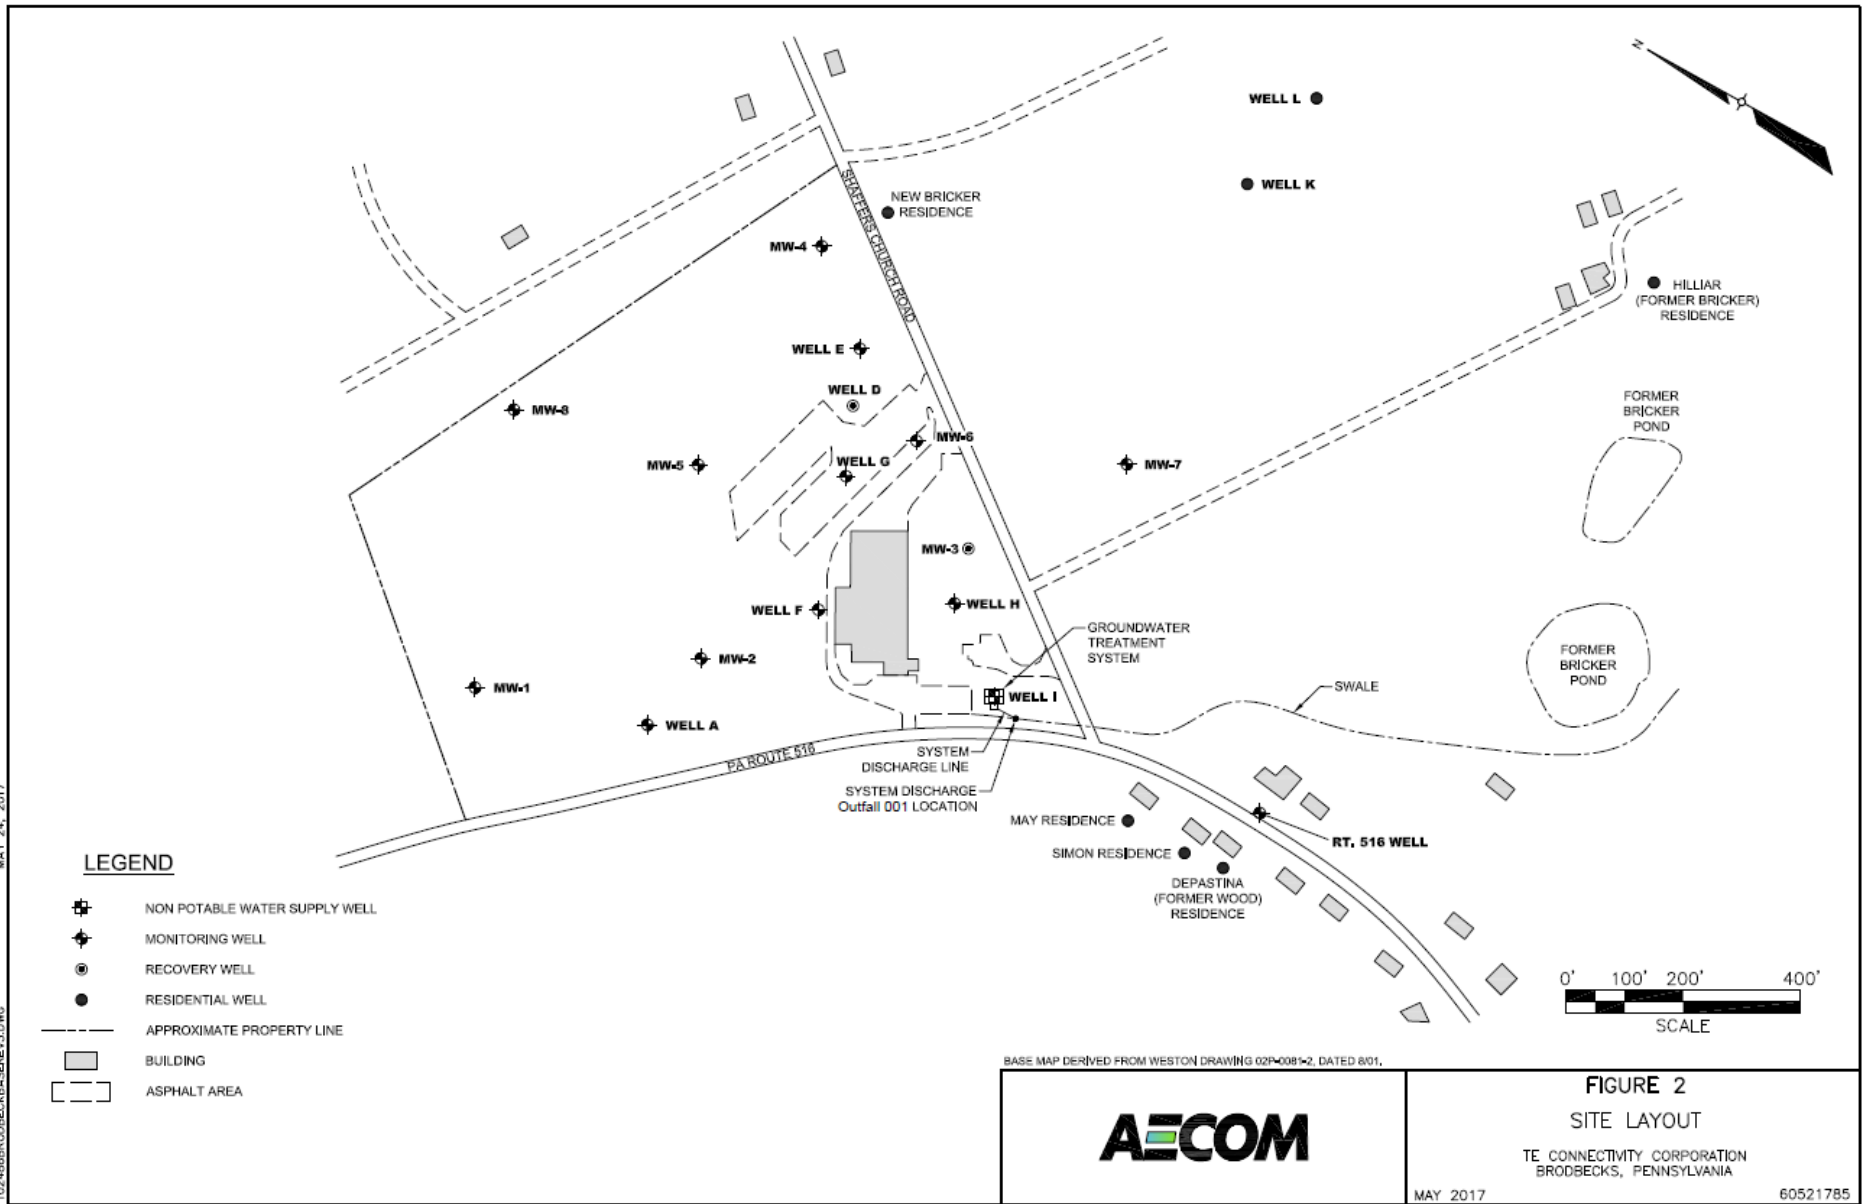 N
WELL L
WELL K
NEW BRICKER
RESIDENCE
SHAFFERS CHURCH ROAD
MW-4
HILLIAR
(FORMER BRICKER)
RESIDENCE
WELL E
WELL D
MW-8
FORMER
BRICKER
POND
MW-6
MW-5
WELL G
MW-7
MW-3
WELL F
WELL H
GROUNDWATER
TREATMENT
SYSTEM
FORMER
BRICKER
POND
MW-2
MW-1
WELL I
SWALE
WELL A
PA ROUTE 516
SYSTEM
DISCHARGE LINE
SYSTEM DISCHARGE
Outfall 001 LOCATION
MAY RESIDENCE
RT. 516 WELL
SIMON RESIDENCE
DEPASTINA
(FORMER WOOD)
RESIDENCE
LEGEND
NON POTABLE WATER SUPPLY WELL
MONITORING WELL
RECOVERY WELL
RESIDENTIAL WELL
APPROXIMATE PROPERTY LINE
BUILDING
ASPHALT AREA
0' 100' 200' 400'
SCALE
BASE MAP DERIVED FROM WESTON DRAWING 02P-0081-2, DATED 8/01.
AECOM
FIGURE 2
SITE LAYOUT
TE CONNECTIVITY CORPORATION
BRODBECKS, PENNSYLVANIA
MAY 2017 60521785
MAY 24, 2017